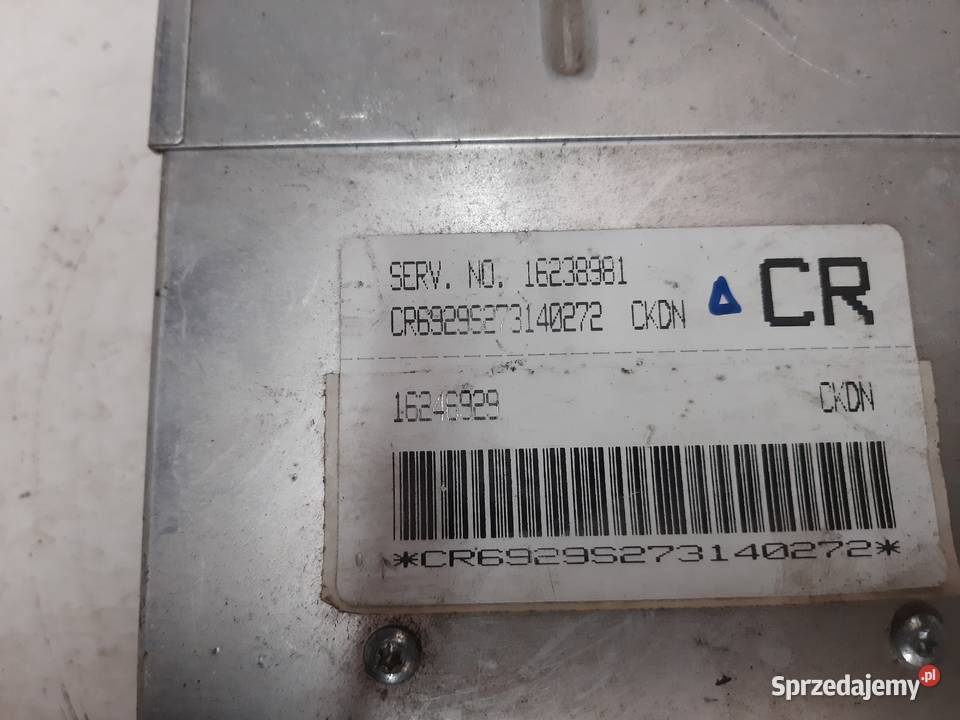 SERV. NO. 16238981
CR6929S273140272 CKDN
CR
16246929 CKDN
*CR6929S273140272*
Sprzedajemy.pl